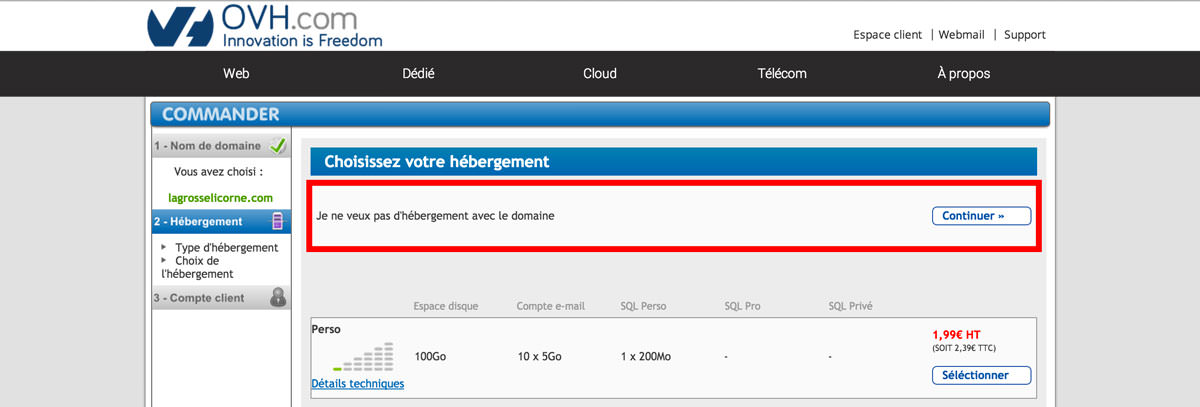 OVH.com
Innovation is Freedom
Espace client | Webmail | Support
Web Dédié Cloud Télécom À propos
COMMANDER
1 - Nom de domaine
Vous avez choisi :
lagrosselicorne.com
2 - Hébergement
Type d'hébergement
Choix de
l'hébergement
3 - Compte client
Choisissez votre hébergement
Je ne veux pas d'hébergement avec le domaine
Continuer »
Espace disque Compte e-mail SQL Perso SQL Pro SQL Privé
Perso
100Go 10 x 5Go 1 x 200Mo - -
Détails techniques
1,99€ HT
(SOIT 2,39€ TTC)
Séléctionner